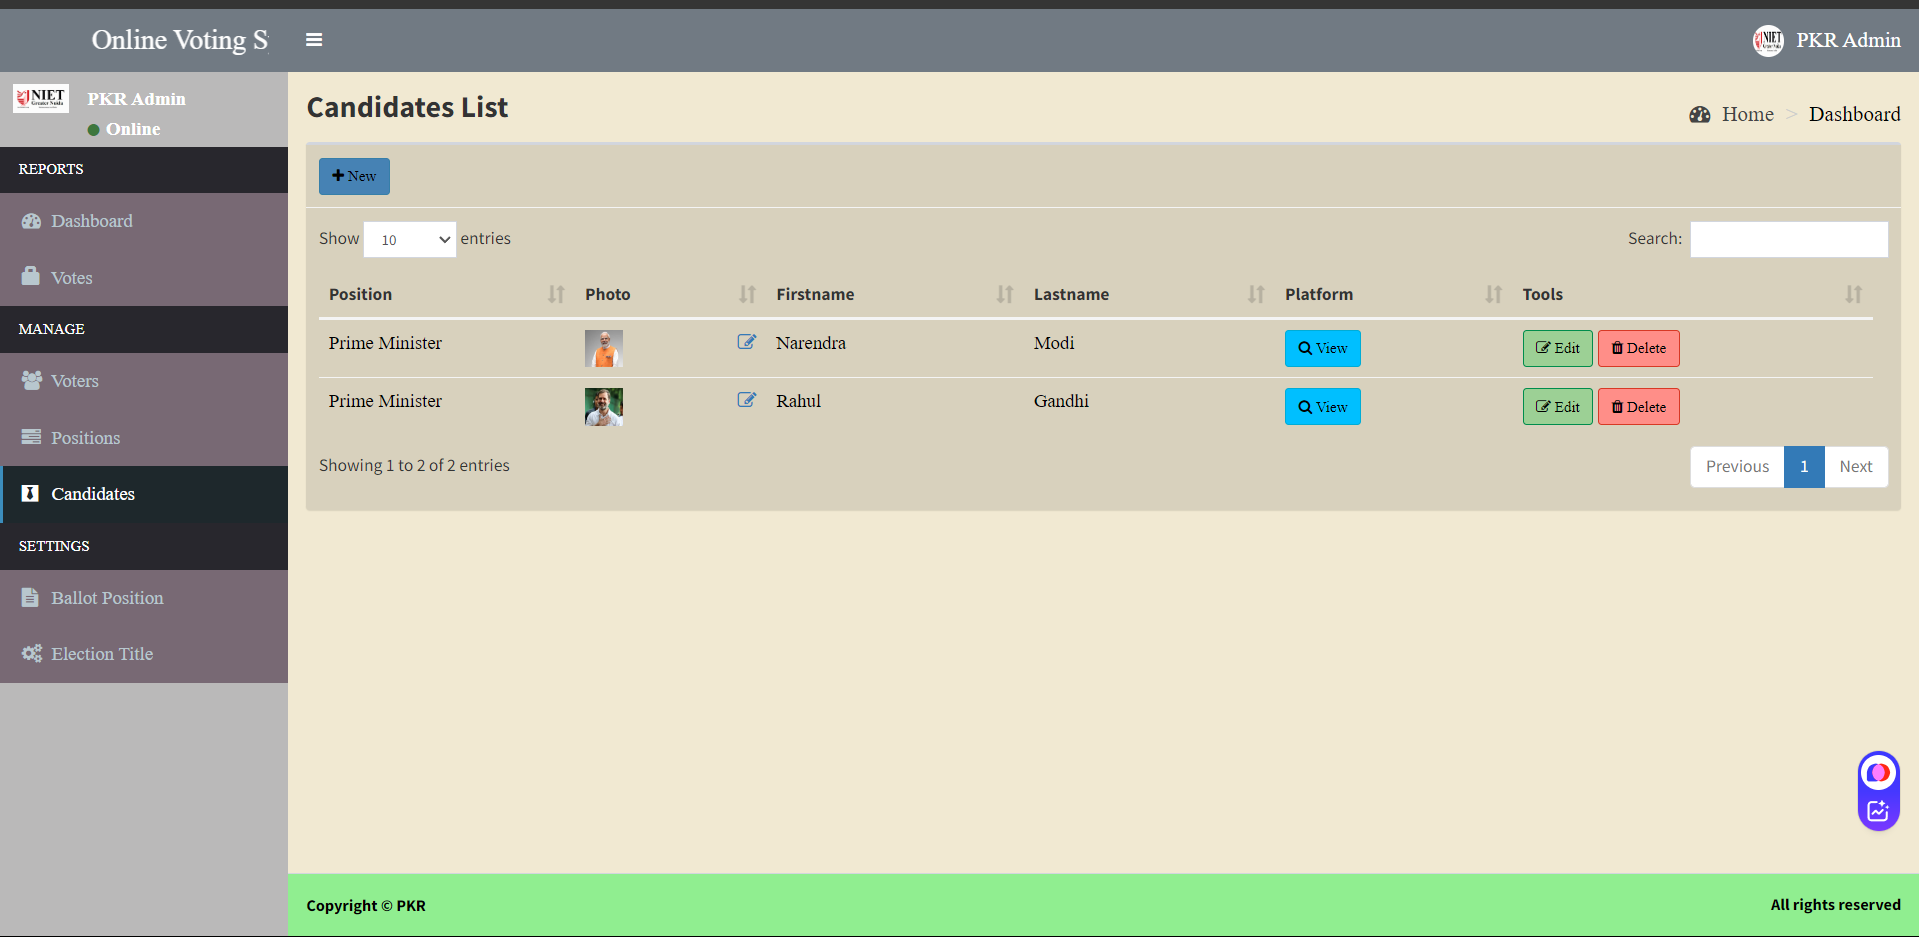 Online Voting S
PKR Admin
NIET
Greater Noida
PKR Admin
Online
REPORTS
Dashboard
Votes
MANAGE
Voters
Positions
Candidates
SETTINGS
Ballot Position
Election Title
Candidates List
Home > Dashboard
New
Show 10 entries
Search:
Position Photo Firstname Lastname Platform Tools
Prime Minister Narendra Modi View Edit Delete
Prime Minister Rahul Gandhi View Edit Delete
Showing 1 to 2 of 2 entries
Previous 1 Next
Copyright © PKR
All rights reserved